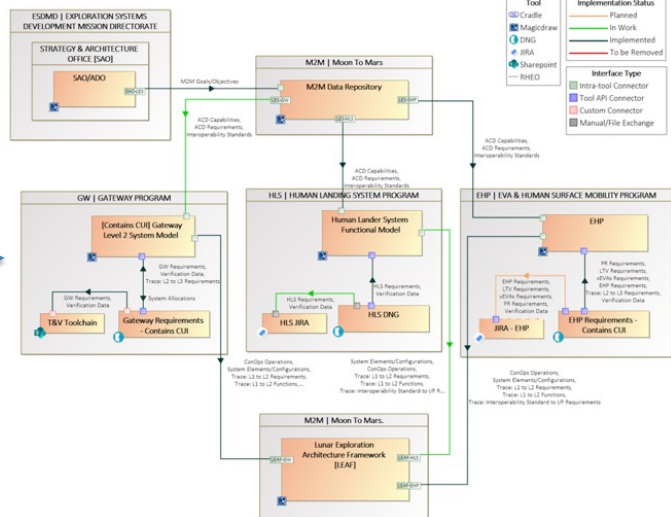 ESDMD | EXPLORATION SYSTEMS
DEVELOPMENT MISSION DIRECTORATE
STRATEGY & ARCHITECTURE
OFFICE [SAO]
SAO/ADO
M2M Goals/Objectives
M2M | Moon To Mars
M2M Data Repository
Tool
Cradle
Magicdraw
DNG
JIRA
Sharepoint
RHEO
Implementation Status
Planned
In Work
Implemented
To be Removed
Interface Type
Intra-tool Connector
Tool API Connector
Custom Connector
Manual/File Exchange
ACD Capabilities,
ACD Requirements,
Interoperability Standards
ACD Capabilities,
ACD Requirements,
Interoperability Standards
ACD Capabilities,
ACD Requirements,
Interoperability Standards
GW | GATEWAY PROGRAM
[Contains CUI] Gateway
Level 2 System Model
GW Requirements,
Verification Data,
Trace: L2 to L3 Requirements
GW Requirements,
Verification Data
System Allocations
T&V Toolchain
Gateway Requirements
- Contains CUI
HLS | HUMAN LANDING SYSTEM PROGRAM
Human Lander System
Functional Model
HLS Requirements,
Verification Data
HLS Requirements,
Verification Data
HLS JIRA
HLS DNG
EHP | EVA & HUMAN SURFACE MOBILITY PROGRAM
EHP
PR Requirements,
LTV Requirements,
xEVAs Requirements,
EHP Requirements,
Trace: L2 to L3 Requirements,
Verification Data
EHP Requirements,
LTV Requirements,
xEVAs Requirements,
PR Requirements,
Verification Data
JIRA - EHP
EHP Requirements -
Contains CUI
ConOps Operations,
System Elements/Configurations,
Trace: L1 to L2 Requirements,
Trace: L1 to L2 Functions,...
System Elements/Configurations,
ConOps Operations,
Trace: L1 to L2 Requirements,
Trace: L1 to L2 Functions,
Trace: Interoperability Standard to I/F R...
ConOps Operations,
System Elements/Configurations,
Trace: L1 to L2 Requirements,
Trace: L1 to L2 Functions,
Trace: Interoperability Standard to I/F Requirements
M2M | Moon To Mars.
Lunar Exploration
Architecture Framework
[LEAF]
LEAF-GW
LEAF-HLS
LEAF-EHP